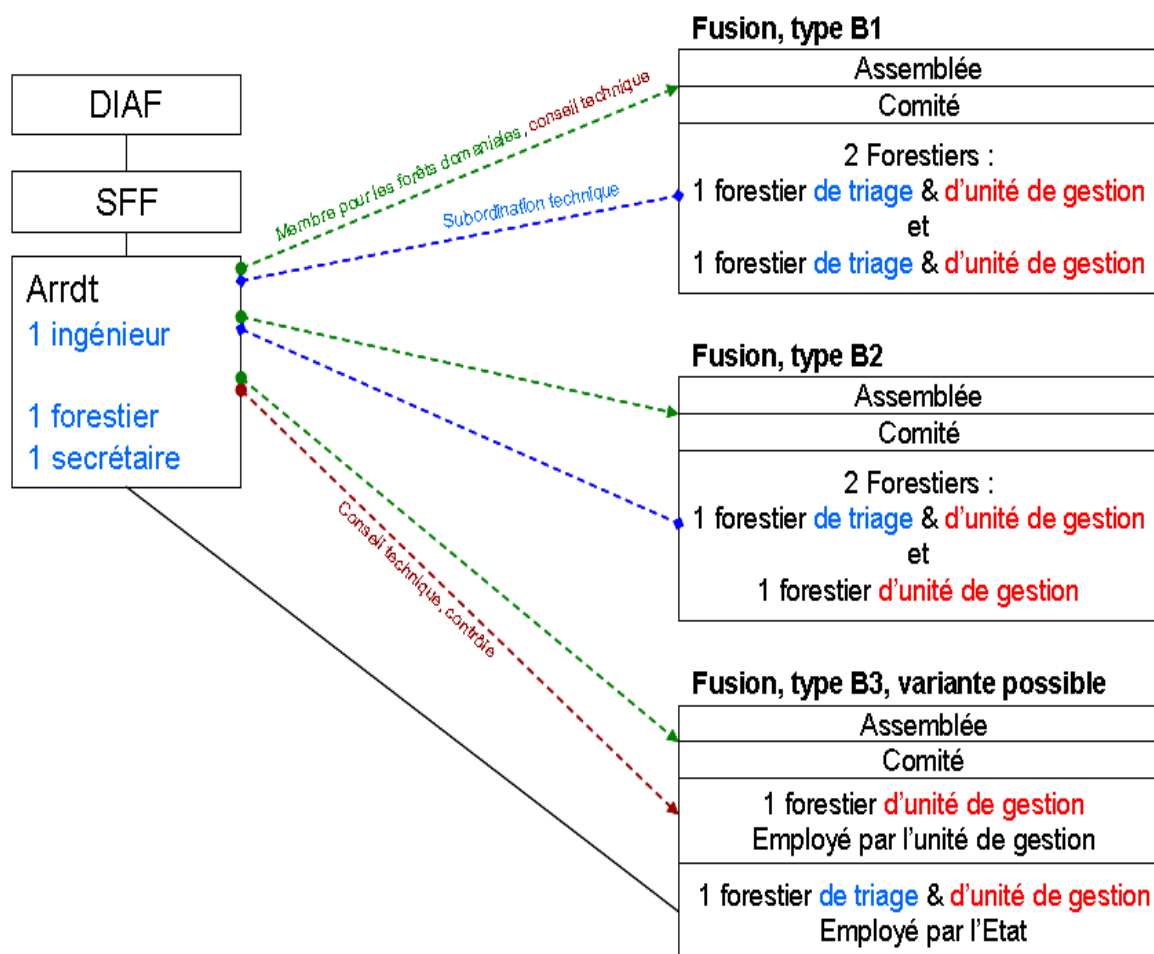 DIAF
SFF
Arrdt
1 ingénieur
1 forestier
1 secrétaire
Membre pour les forêts domaniales, conseil technique
Subordination technique
Conseil technique, contrôle
Fusion, type B1
Assemblée
Comité
2 Forestiers :
1 forestier de triage & d'unité de gestion
et
1 forestier de triage & d'unité de gestion
Fusion, type B2
Assemblée
Comité
2 Forestiers :
1 forestier de triage & d'unité de gestion
et
1 forestier d'unité de gestion
Fusion, type B3, variante possible
Assemblée
Comité
1 forestier d'unité de gestion
Employé par l'unité de gestion
1 forestier de triage & d'unité de gestion
Employé par l'Etat